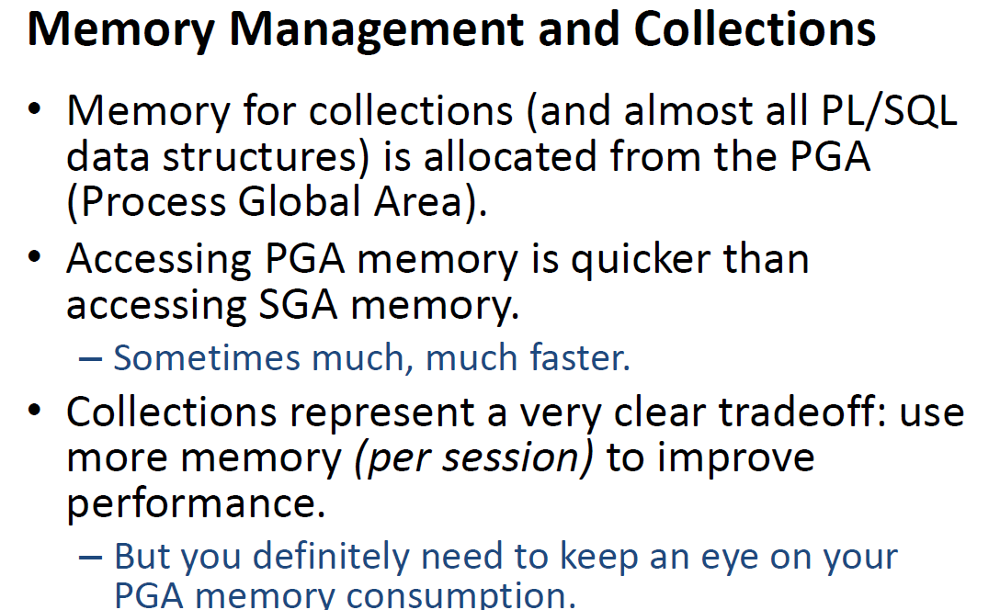 Memory Management and Collections
• Memory for collections (and almost all PL/SQL
data structures) is allocated from the PGA
(Process Global Area).
• Accessing PGA memory is quicker than
accessing SGA memory.
– Sometimes much, much faster.
• Collections represent a very clear tradeoff: use
more memory (per session) to improve
performance.
– But you definitely need to keep an eye on your
PGA memory consumption.